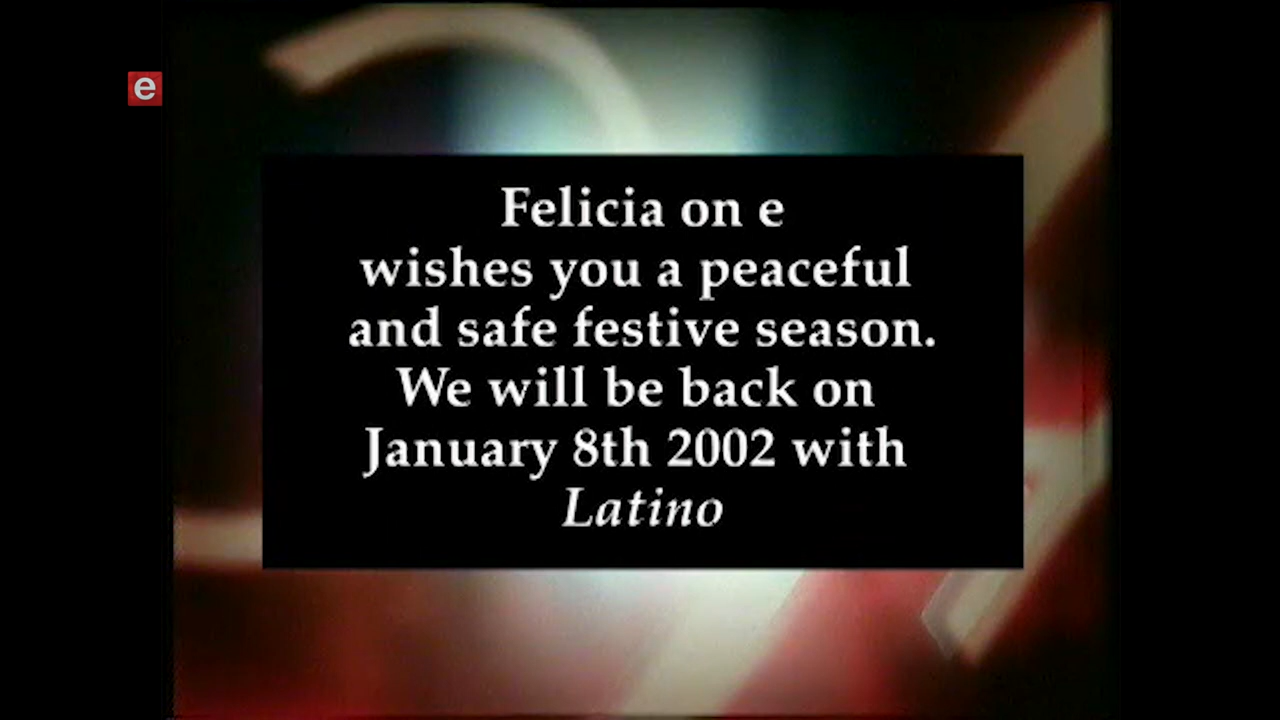 e
Felicia on e
wishes you a peaceful
and safe festive season.
We will be back on
January 8th 2002 with
Latino